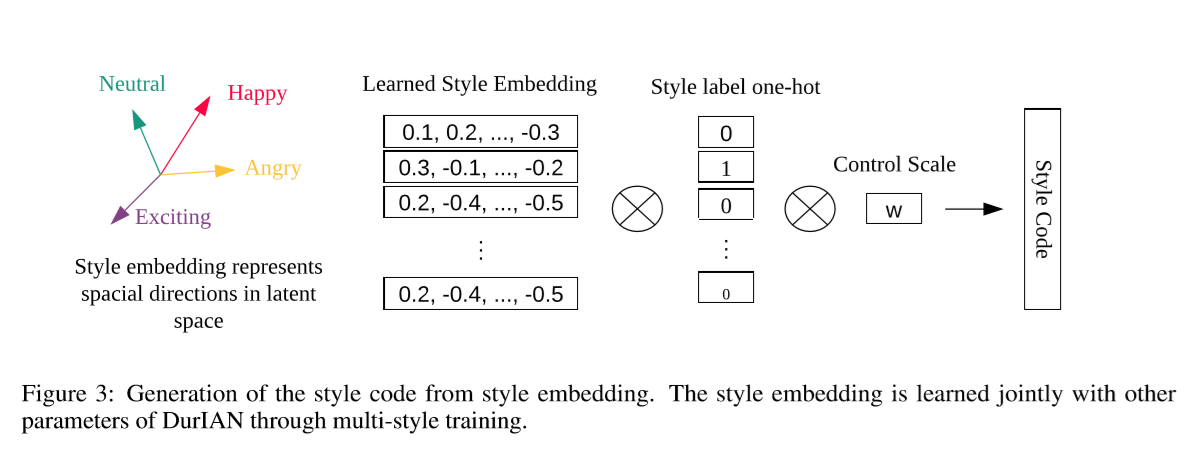 Neutral
Happy
Angry
Exciting
Style embedding represents
spacial directions in latent
space
Learned Style Embedding
0.1, 0.2, ..., -0.3
0.3, -0.1, ..., -0.2
0.2, -0.4, ..., -0.5
⋮
0.2, -0.4, ..., -0.5
Style label one-hot
0
1
0
⋮
0
Control Scale
w
Style Code
Figure 3: Generation of the style code from style embedding. The style embedding is learned jointly with other
parameters of DurIAN through multi-style training.